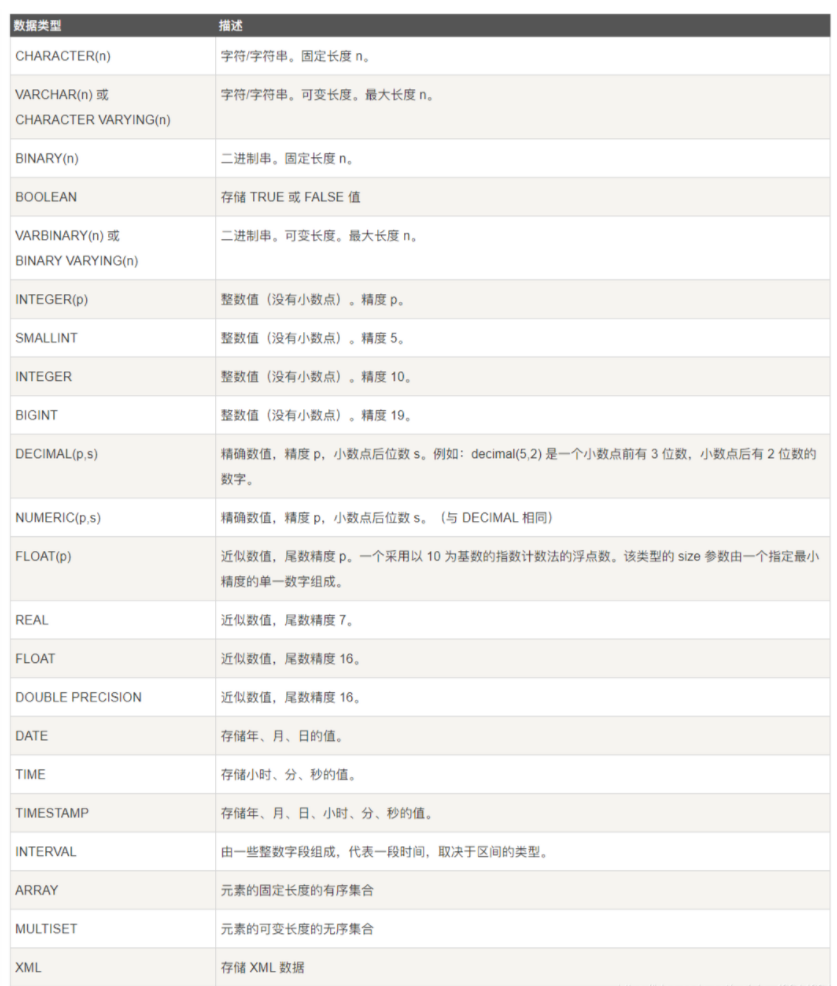 数据类型 描述
CHARACTER(n) 字符/字符串。固定长度 n。
VARCHAR(n) 或 字符/字符串。可变长度。最大长度 n。
CHARACTER VARYING(n)
BINARY(n) 二进制串。固定长度 n。
BOOLEAN 存储 TRUE 或 FALSE 值
VARBINARY(n) 或 二进制串。可变长度。最大长度 n。
BINARY VARYING(n)
INTEGER(p) 整数值（没有小数点）。精度 p。
SMALLINT 整数值（没有小数点）。精度 5。
INTEGER 整数值（没有小数点）。精度 10。
BIGINT 整数值（没有小数点）。精度 19。
DECIMAL(p,s) 精确数值，精度 p，小数点后位数 s。例如：decimal(5,2) 是一个小数点前有 3 位数，小数点后有 2 位数的
数字。
NUMERIC(p,s) 精确数值，精度 p，小数点后位数 s。（与 DECIMAL 相同）
FLOAT(p) 近似数值，尾数精度 p。一个采用以 10 为基数的指数计数法的浮点数。该类型的 size 参数由一个指定最小
精度的单一数字组成。
REAL 近似数值，尾数精度 7。
FLOAT 近似数值，尾数精度 16。
DOUBLE PRECISION 近似数值，尾数精度 16。
DATE 存储年、月、日的值。
TIME 存储小时、分、秒的值。
TIMESTAMP 存储年、月、日、小时、分、秒的值。
INTERVAL 由一些整数字段组成，代表一段时间，取决于区间的类型。
ARRAY 元素的固定长度的有序集合
MULTISET 元素的可变长度的无序集合
XML 存储 XML 数据